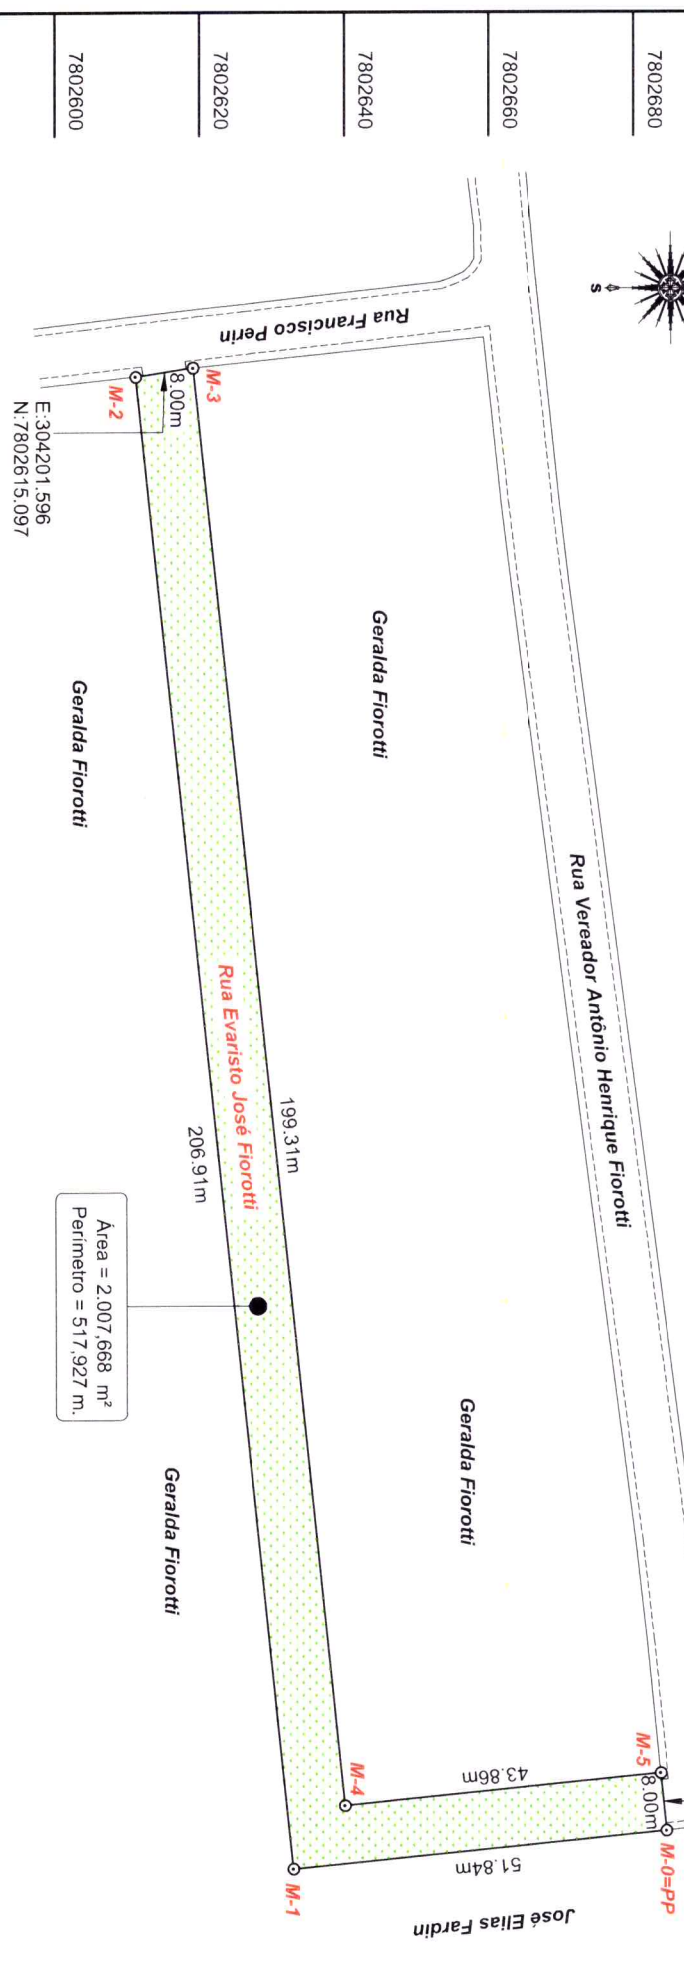 7802600
7802620
7802640
7802660
7802680
S
Rua Francisco Perin
M-3
8.00m
M-2
E:304201.596
N:7802615.097
Geralda Fiorotti
Geralda Fiorotti
Rua Vereador Antônio Henrique Fiorotti
Rua Evaristo José Fiorotti
199.31m
206.91m
Área = 2.007,668 m²
Perímetro = 517,927 m.
Geralda Fiorotti
Geralda Fiorotti
M-5
8.00m
M-0=PP
43.86m
M-4
51.84m
M-1
José Elias Fardin